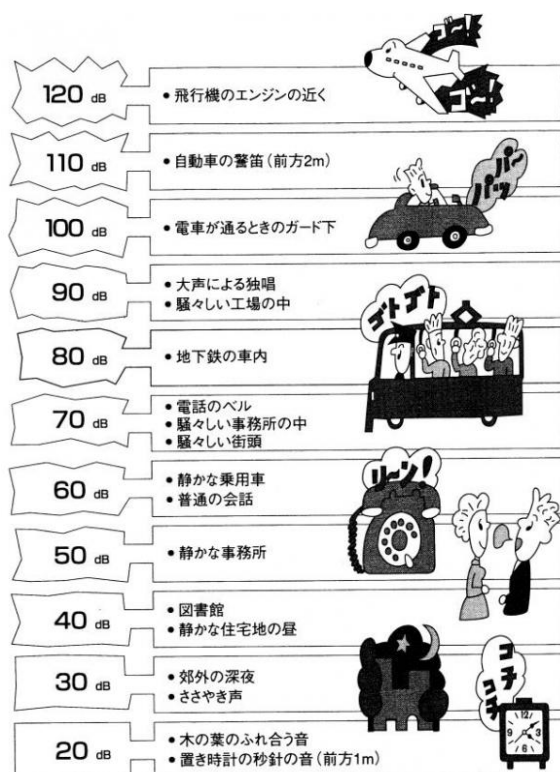 ゴ～!
120 dB
・飛行機のエンジンの近く
ゴ～!
110 dB
・自動車の警笛(前方2m)
パ～
パッ
100 dB
・電車が通るときのガード下
90 dB
・大声による独唱
・騒々しい工場の中
ゴトゴト
80 dB
・地下鉄の車内
70 dB
・電話のベル
・騒々しい事務所の中
・騒々しい街頭
リ～ン!
60 dB
・静かな乗用車
・普通の会話
50 dB
・静かな事務所
40 dB
・図書館
・静かな住宅地の昼
30 dB
・郊外の深夜
・ささやき声
コチ
コチ
20 dB
・木の葉のふれ合う音
・置き時計の秒針の音(前方1m)
12
9 3
6